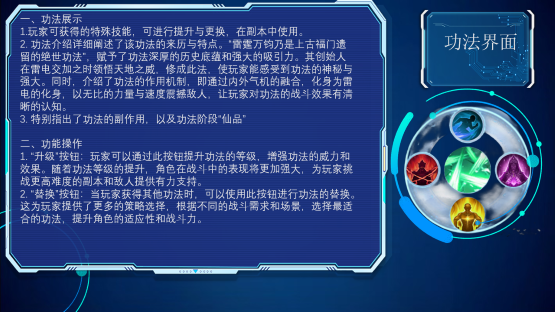 一、功法展示
1.玩家可获得的特殊技能，可进行提升与更换，在副本中使用。
2. 功法介绍详细阐述了该功法的来历与特点。“雷霆万钧乃是上古福门遗
留的绝世功法”，赋予了功法深厚的历史底蕴和强大的吸引力。其创始人
在雷电交加之时领悟天地之威，修成此法，使玩家能感受到功法的神秘与
强大。同时，介绍了功法的作用机制，即通过内外气机的融合，化身为雷
电的化身，以无比的力量与速度震撼敌人，让玩家对功法的战斗效果有清
晰的认知。
3. 特别指出了功法的副作用，以及功法阶段“仙品”
二、功能操作
1. “升级”按钮：玩家可以通过此按钮提升功法的等级，增强功法的威力和
效果。随着功法等级的提升，角色在战斗中的表现将更加强大，为玩家挑
战更高难度的副本和敌人提供有力支持。
2. “替换”按钮：当玩家获得其他功法时，可以使用此按钮进行功法的替换。
这为玩家提供了更多的策略选择，根据不同的战斗需求和场景，选择最适
合的功法，提升角色的适应性和战斗力。
功法界面